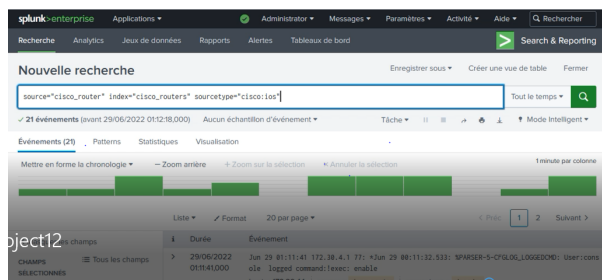 splunk>enterprise Applications ▾ Administrator ▾ Messages ▾ Paramètres ▾ Activité ▾ Aide ▾ Rechercher
Recherche Analytics Jeux de données Rapports Alertes Tableaux de bord > Search & Reporting
Nouvelle recherche Enregistrer sous ▾ Créer une vue de table Fermer
source="cisco_router" index="cisco_routers" sourcetype="cisco:ios" Tout le temps ▾
✓ 21 événements (avant 29/06/2022 01:12:18,000) Aucun échantillon d'événement ▾ Tâche ▾ Mode Intelligent ▾
Événements (21) Patterns Statistiques Visualisation
Mettre en forme la chronologie ▾ – Zoom arrière + Zoom sur la sélection × Annuler la sélection 1 minute par colonne
Liste ▾ Format 20 par page ▾ < Préc 1 2 Suivant >
oject12 champs i Durée Événement
CHAMPS SÉLECTIONNÉS Tous les champs > 29/06/2022 01:11:41,000 Jun 29 01:11:41 172.30.4.1 77: *Jun 29 00:11:32.533: %PARSER-5-CFGLOG_LOGGEDCMD: User:cons
ole logged command:!exec: enable